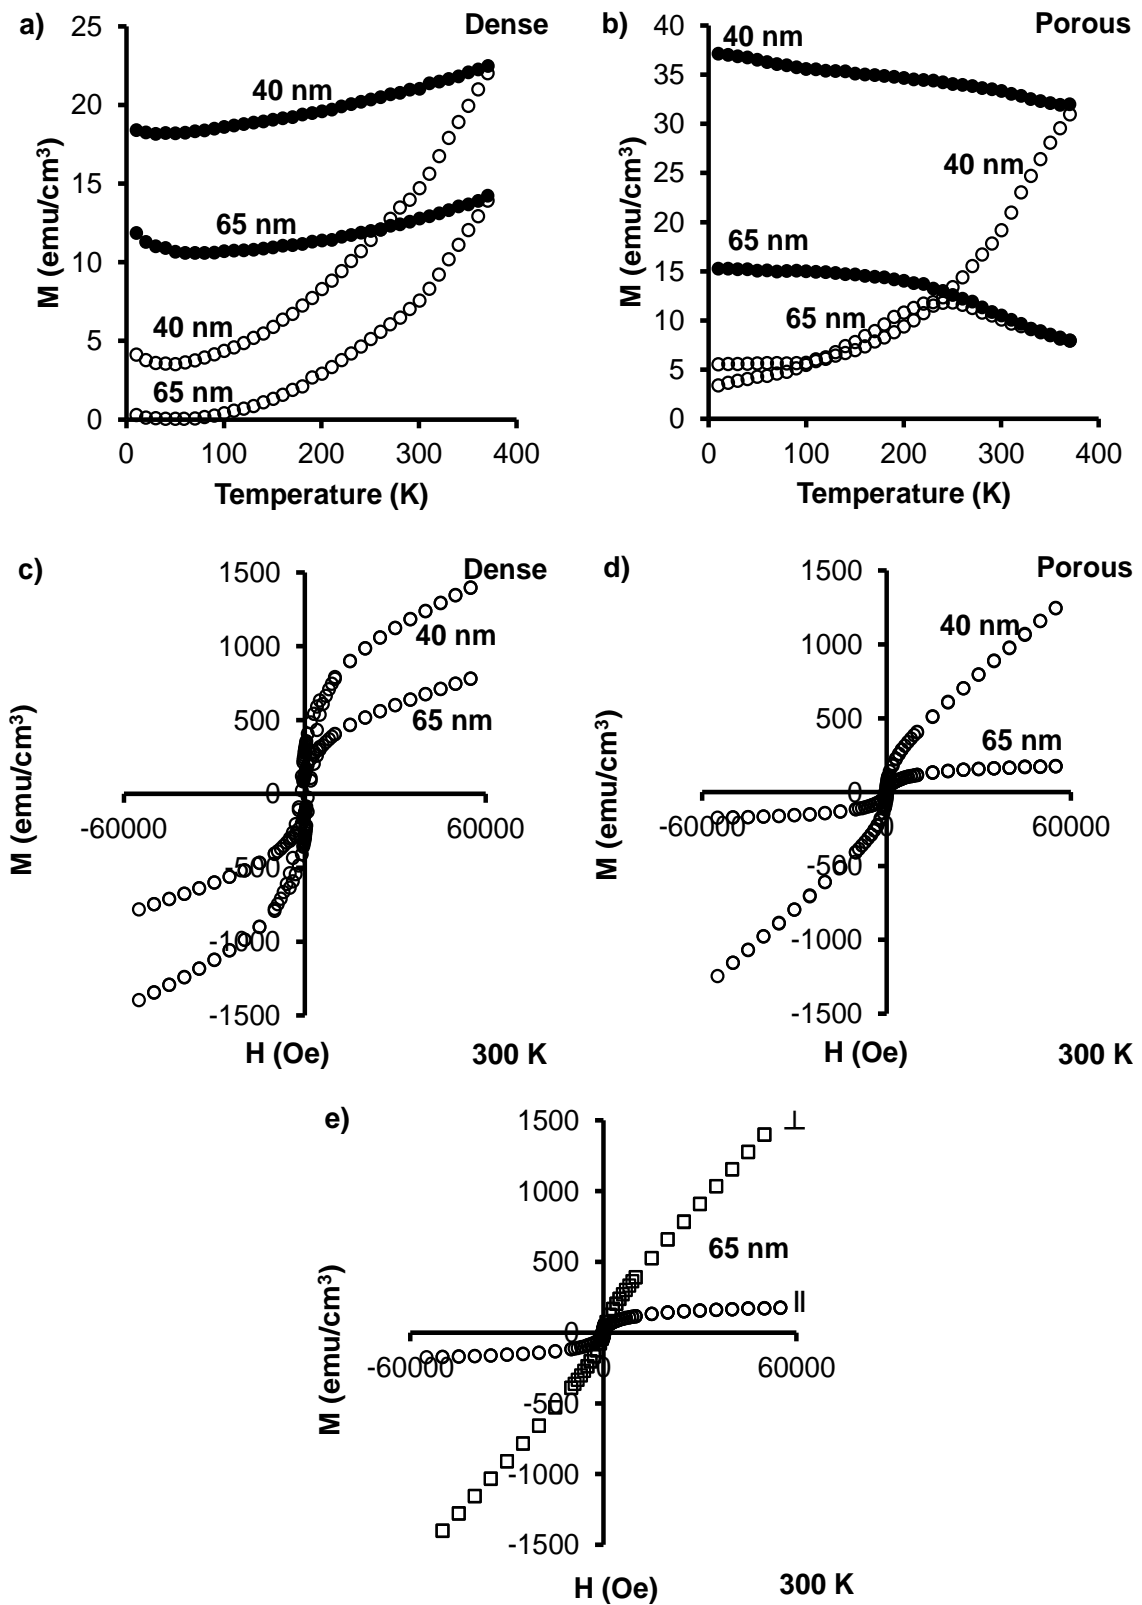 a)
Dense
25
20
15
10
5
0
M (emu/cm³)
40 nm
65 nm
40 nm
65 nm
0 100 200 300 400
Temperature (K)
b)
Porous
40
35
30
25
20
15
10
5
0
M (emu/cm³)
40 nm
40 nm
65 nm
65 nm
0 100 200 300 400
Temperature (K)
c)
Dense
1500
1000
500
0
-500
-1000
-1500
M (emu/cm³)
40 nm
65 nm
-60000 60000
H (Oe)
300 K
d)
Porous
1500
1000
500
0
-500
-1000
-1500
M (emu/cm³)
40 nm
65 nm
-60000 0 60000
H (Oe)
300 K
e)
1500
1000
500
0
-500
-1000
-1500
M (emu/cm³)
⊥
65 nm
||
-60000 0 60000
H (Oe)
300 K